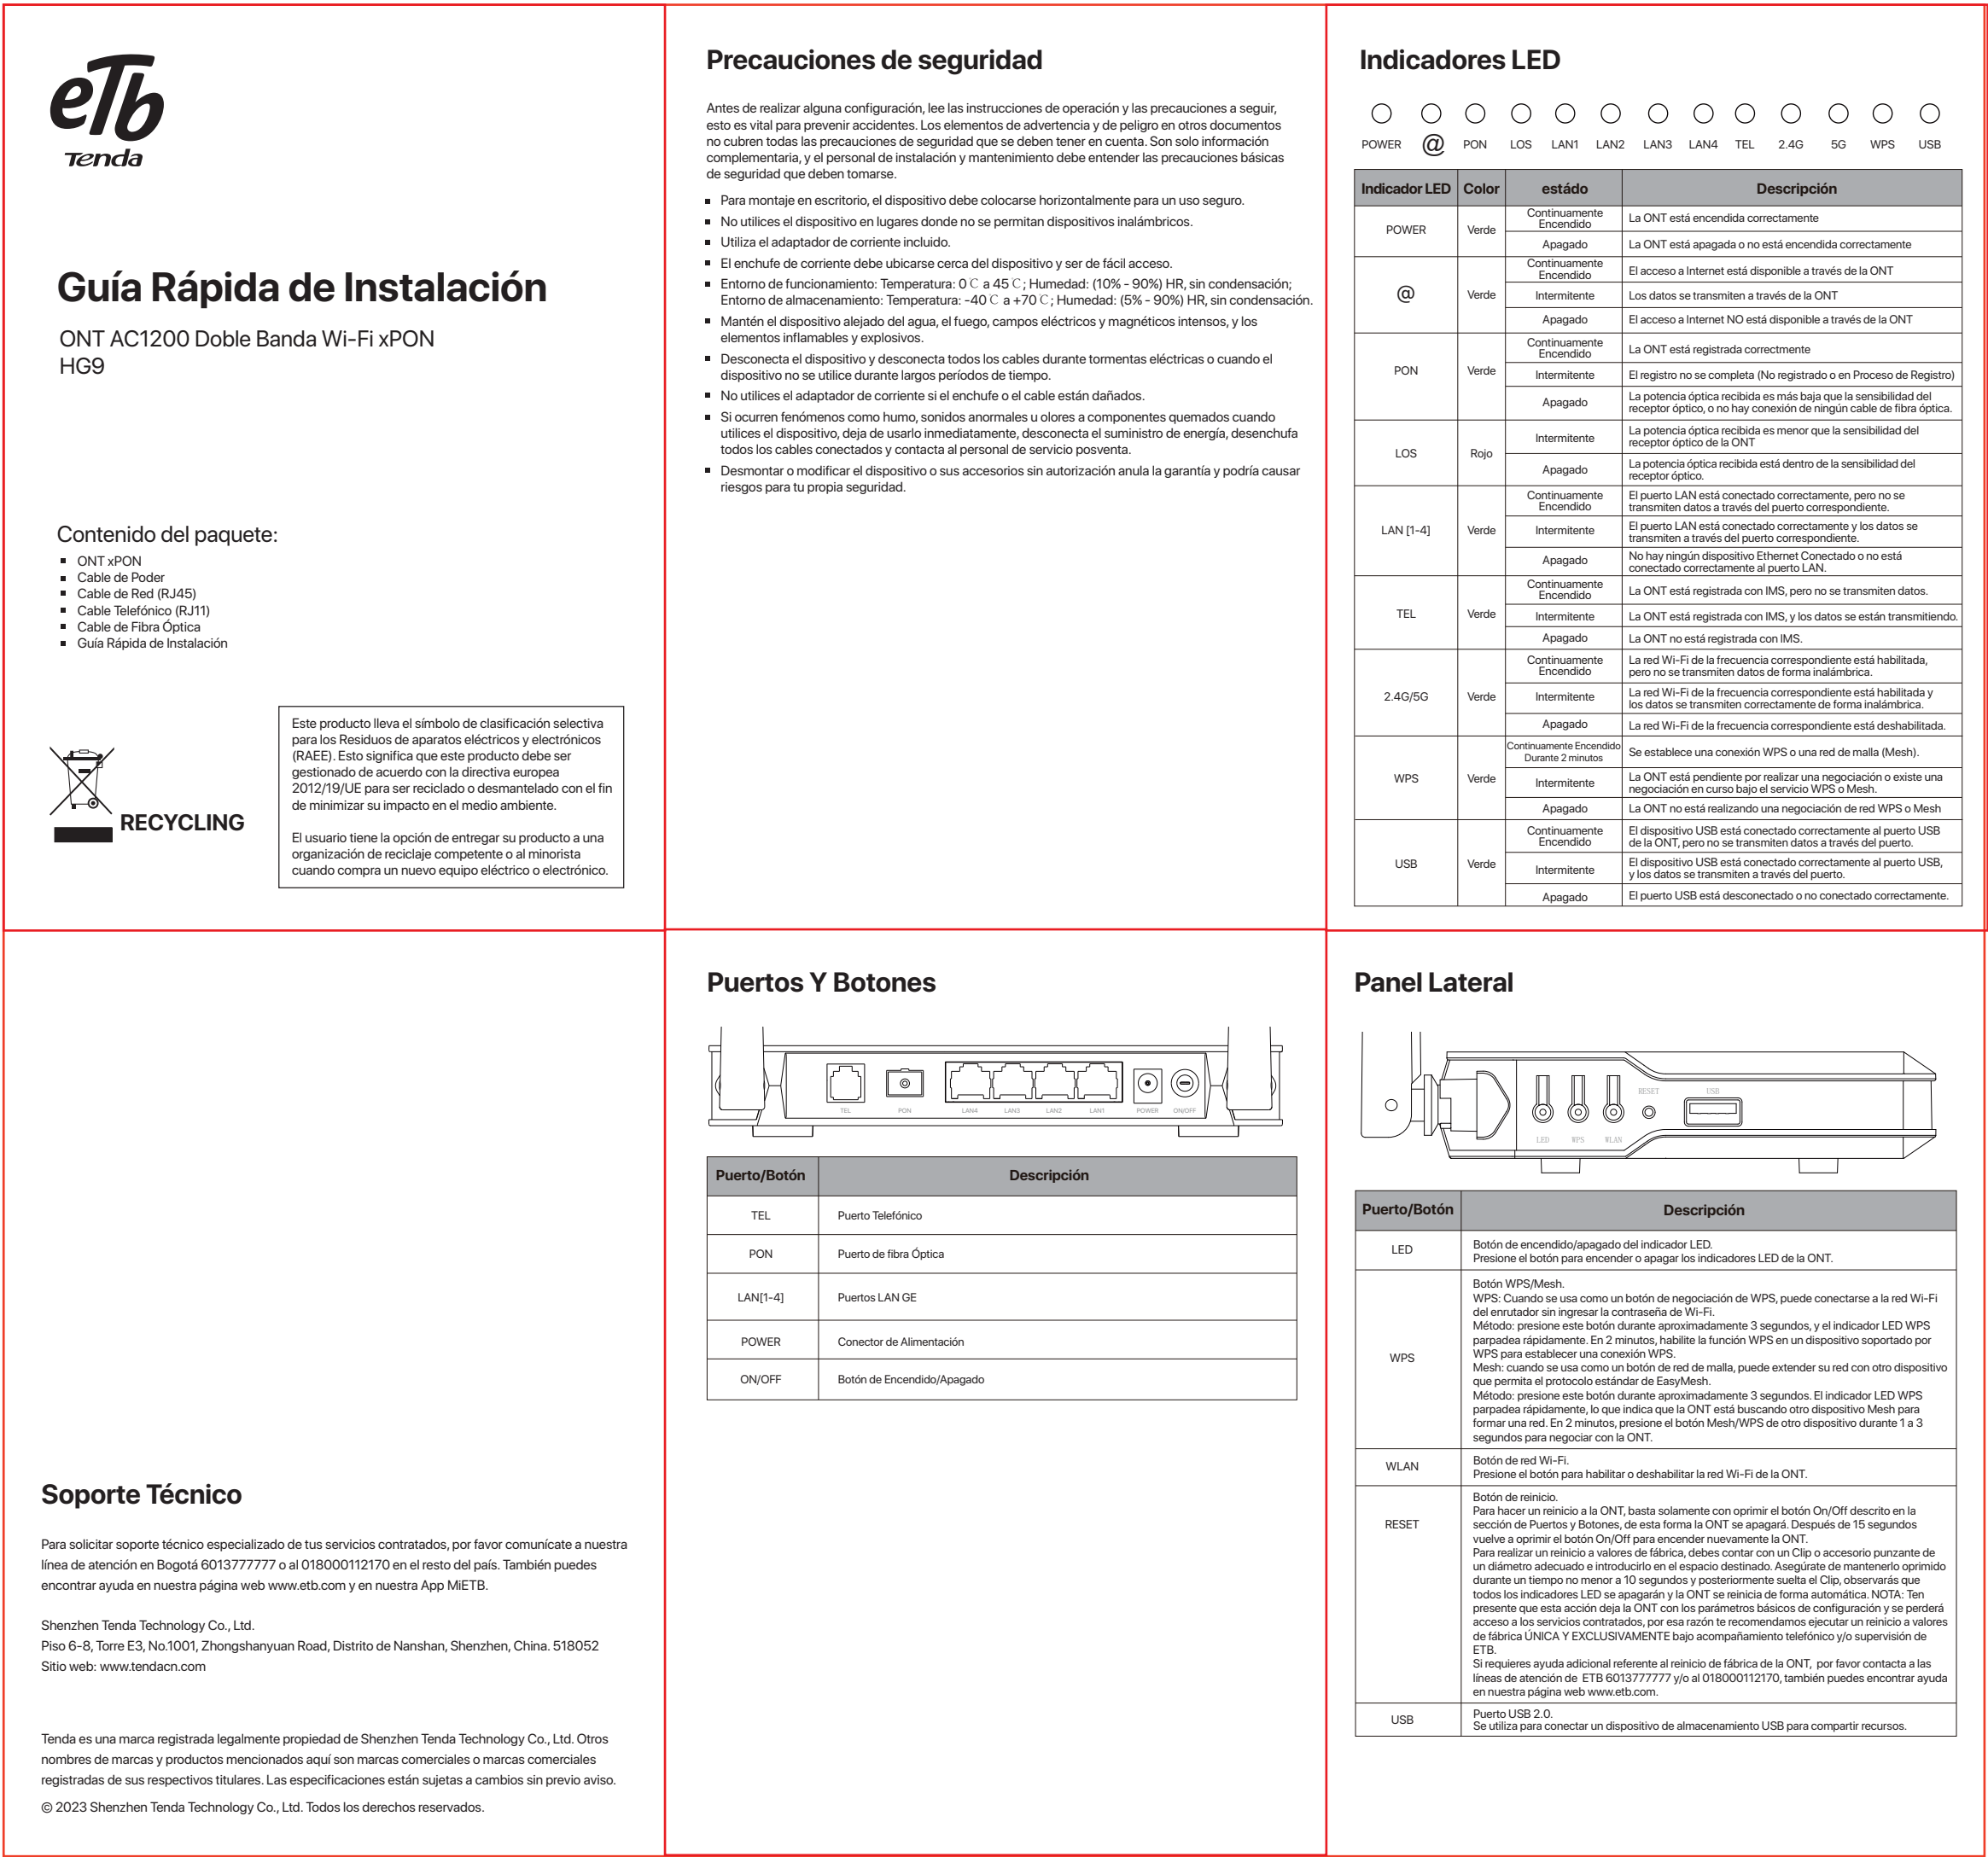 eTb
Tenda
Guía Rápida de Instalación
ONT AC1200 Doble Banda Wi-Fi xPON
HG9
Contenido del paquete:
ONT xPON
Cable de Poder
Cable de Red (RJ45)
Cable Telefónico (RJ11)
Cable de Fibra Óptica
Guía Rápida de Instalación
RECYCLING
Este producto lleva el símbolo de clasificación selectiva
para los Residuos de aparatos eléctricos y electrónicos
(RAEE). Esto significa que este producto debe ser
gestionado de acuerdo con la directiva europea
2012/19/UE para ser reciclado o desmantelado con el fin
de minimizar su impacto en el medio ambiente.
El usuario tiene la opción de entregar su producto a una
organización de reciclaje competente o al minorista
cuando compra un nuevo equipo eléctrico o electrónico.
Precauciones de seguridad
Antes de realizar alguna configuración, lee las instrucciones de operación y las precauciones a seguir,
esto es vital para prevenir accidentes. Los elementos de advertencia y de peligro en otros documentos
no cubren todas las precauciones de seguridad que se deben tener en cuenta. Son solo información
complementaria, y el personal de instalación y mantenimiento debe entender las precauciones básicas
de seguridad que deben tomarse.
Para montaje en escritorio, el dispositivo debe colocarse horizontalmente para un uso seguro.
No utilices el dispositivo en lugares donde no se permitan dispositivos inalámbricos.
Utiliza el adaptador de corriente incluido.
El enchufe de corriente debe ubicarse cerca del dispositivo y ser de fácil acceso.
Entorno de funcionamiento: Temperatura: 0℃ a 45℃; Humedad: (10% - 90%) HR, sin condensación;
Entorno de almacenamiento: Temperatura: -40℃ a +70℃; Humedad: (5% - 90%) HR, sin condensación.
Mantén el dispositivo alejado del agua, el fuego, campos eléctricos y magnéticos intensos, y los
elementos inflamables y explosivos.
Desconecta el dispositivo y desconecta todos los cables durante tormentas eléctricas o cuando el
dispositivo no se utilice durante largos períodos de tiempo.
No utilices el adaptador de corriente si el enchufe o el cable están dañados.
Si ocurren fenómenos como humo, sonidos anormales u olores a componentes quemados cuando
utilices el dispositivo, deja de usarlo inmediatamente, desconecta el suministro de energía, desenchufa
todos los cables conectados y contacta al personal de servicio posventa.
Desmontar o modificar el dispositivo o sus accesorios sin autorización anula la garantía y podría causar
riesgos para tu propia seguridad.
Indicadores LED
POWER @ PON LOS LAN1 LAN2 LAN3 LAN4 TEL 2.4G 5G WPS USB
Indicador LED Color estádo Descripción
POWER Verde
Continuamente
Encendido
La ONT está encendida correctamente
Apagado La ONT está apagada o no está encendida correctamente
@ Verde
Continuamente
Encendido
El acceso a Internet está disponible a través de la ONT
Intermitente Los datos se transmiten a través de la ONT
Apagado El acceso a Internet NO está disponible a través de la ONT
PON Verde
Continuamente
Encendido
La ONT está registrada correctmente
Intermitente El registro no se completa (No registrado o en Proceso de Registro)
Apagado
La potencia óptica recibida es más baja que la sensibilidad del
receptor óptico, o no hay conexión de ningún cable de fibra óptica.
LOS Rojo
Intermitente
La potencia óptica recibida es menor que la sensibilidad del
receptor óptico de la ONT
Apagado
La potencia óptica recibida está dentro de la sensibilidad del
receptor óptico.
LAN [1-4] Verde
Continuamente
Encendido
El puerto LAN está conectado correctamente, pero no se
transmiten datos a través del puerto correspondiente.
Intermitente
El puerto LAN está conectado correctamente y los datos se
transmiten a través del puerto correspondiente.
Apagado
No hay ningún dispositivo Ethernet Conectado o no está
conectado correctamente al puerto LAN.
TEL Verde
Continuamente
Encendido
La ONT está registrada con IMS, pero no se transmiten datos.
Intermitente La ONT está registrada con IMS, y los datos se están transmitiendo.
Apagado La ONT no está registrada con IMS.
2.4G/5G Verde
Continuamente
Encendido
La red Wi-Fi de la frecuencia correspondiente está habilitada,
pero no se transmiten datos de forma inalámbrica.
Intermitente
La red Wi-Fi de la frecuencia correspondiente está habilitada y
los datos se transmiten correctamente de forma inalámbrica.
Apagado La red Wi-Fi de la frecuencia correspondiente está deshabilitada.
WPS Verde
Continuamente Encendido
Durante 2 minutos
Se establece una conexión WPS o una red de malla (Mesh).
Intermitente
La ONT está pendiente por realizar una negociación o existe una
negociación en curso bajo el servicio WPS o Mesh.
Apagado La ONT no está realizando una negociación de red WPS o Mesh
USB Verde
Continuamente
Encendido
El dispositivo USB está conectado correctamente al puerto USB
de la ONT, pero no se transmiten datos a través del puerto.
Intermitente
El dispositivo USB está conectado correctamente al puerto USB,
y los datos se transmiten a través del puerto.
Apagado El puerto USB está desconectado o no conectado correctamente.
Soporte Técnico
Para solicitar soporte técnico especializado de tus servicios contratados, por favor comunícate a nuestra
línea de atención en Bogotá 6013777777 o al 018000112170 en el resto del país. También puedes
encontrar ayuda en nuestra página web www.etb.com y en nuestra App MiETB.
Shenzhen Tenda Technology Co., Ltd.
Piso 6-8, Torre E3, No.1001, Zhongshanyuan Road, Distrito de Nanshan, Shenzhen, China. 518052
Sitio web: www.tendacn.com
Tenda es una marca registrada legalmente propiedad de Shenzhen Tenda Technology Co., Ltd. Otros
nombres de marcas y productos mencionados aquí son marcas comerciales o marcas comerciales
registradas de sus respectivos titulares. Las especificaciones están sujetas a cambios sin previo aviso.
© 2023 Shenzhen Tenda Technology Co., Ltd. Todos los derechos reservados.
Puertos Y Botones
TEL PON LAN4 LAN3 LAN2 LAN1 POWER ON/OFF
Puerto/Botón Descripción
TEL Puerto Telefónico
PON Puerto de fibra Óptica
LAN[1-4] Puertos LAN GE
POWER Conector de Alimentación
ON/OFF Botón de Encendido/Apagado
Panel Lateral
RESET USB
LED WPS WLAN
Puerto/Botón Descripción
LED
Botón de encendido/apagado del indicador LED.
Presione el botón para encender o apagar los indicadores LED de la ONT.
WPS
Botón WPS/Mesh.
WPS: Cuando se usa como un botón de negociación de WPS, puede conectarse a la red Wi-Fi
del enrutador sin ingresar la contraseña de Wi-Fi.
Método: presione este botón durante aproximadamente 3 segundos, y el indicador LED WPS
parpadea rápidamente. En 2 minutos, habilite la función WPS en un dispositivo soportado por
WPS para establecer una conexión WPS.
Mesh: cuando se usa como un botón de red de malla, puede extender su red con otro dispositivo
que permita el protocolo estándar de EasyMesh.
Método: presione este botón durante aproximadamente 3 segundos. El indicador LED WPS
parpadea rápidamente, lo que indica que la ONT está buscando otro dispositivo Mesh para
formar una red. En 2 minutos, presione el botón Mesh/WPS de otro dispositivo durante 1 a 3
segundos para negociar con la ONT.
WLAN
Botón de red Wi-Fi.
Presione el botón para habilitar o deshabilitar la red Wi-Fi de la ONT.
RESET
Botón de reinicio.
Para hacer un reinicio a la ONT, basta solamente con oprimir el botón On/Off descrito en la
sección de Puertos y Botones, de esta forma la ONT se apagará. Después de 15 segundos
vuelve a oprimir el botón On/Off para encender nuevamente la ONT.
Para realizar un reinicio a valores de fábrica, debes contar con un Clip o accesorio punzante de
un diámetro adecuado e introducirlo en el espacio destinado. Asegúrate de mantenerlo oprimido
durante un tiempo no menor a 10 segundos y posteriormente suelta el Clip, observarás que
todos los indicadores LED se apagarán y la ONT se reinicia de forma automática. NOTA: Ten
presente que esta acción deja la ONT con los parámetros básicos de configuración y se perderá
acceso a los servicios contratados, por esa razón te recomendamos ejecutar un reinicio a valores
de fábrica ÚNICA Y EXCLUSIVAMENTE bajo acompañamiento telefónico y/o supervisión de
ETB.
Si requieres ayuda adicional referente al reinicio de fábrica de la ONT, por favor contacta a las
líneas de atención de ETB 6013777777 y/o al 018000112170, también puedes encontrar ayuda
en nuestra página web www.etb.com.
USB
Puerto USB 2.0.
Se utiliza para conectar un dispositivo de almacenamiento USB para compartir recursos.